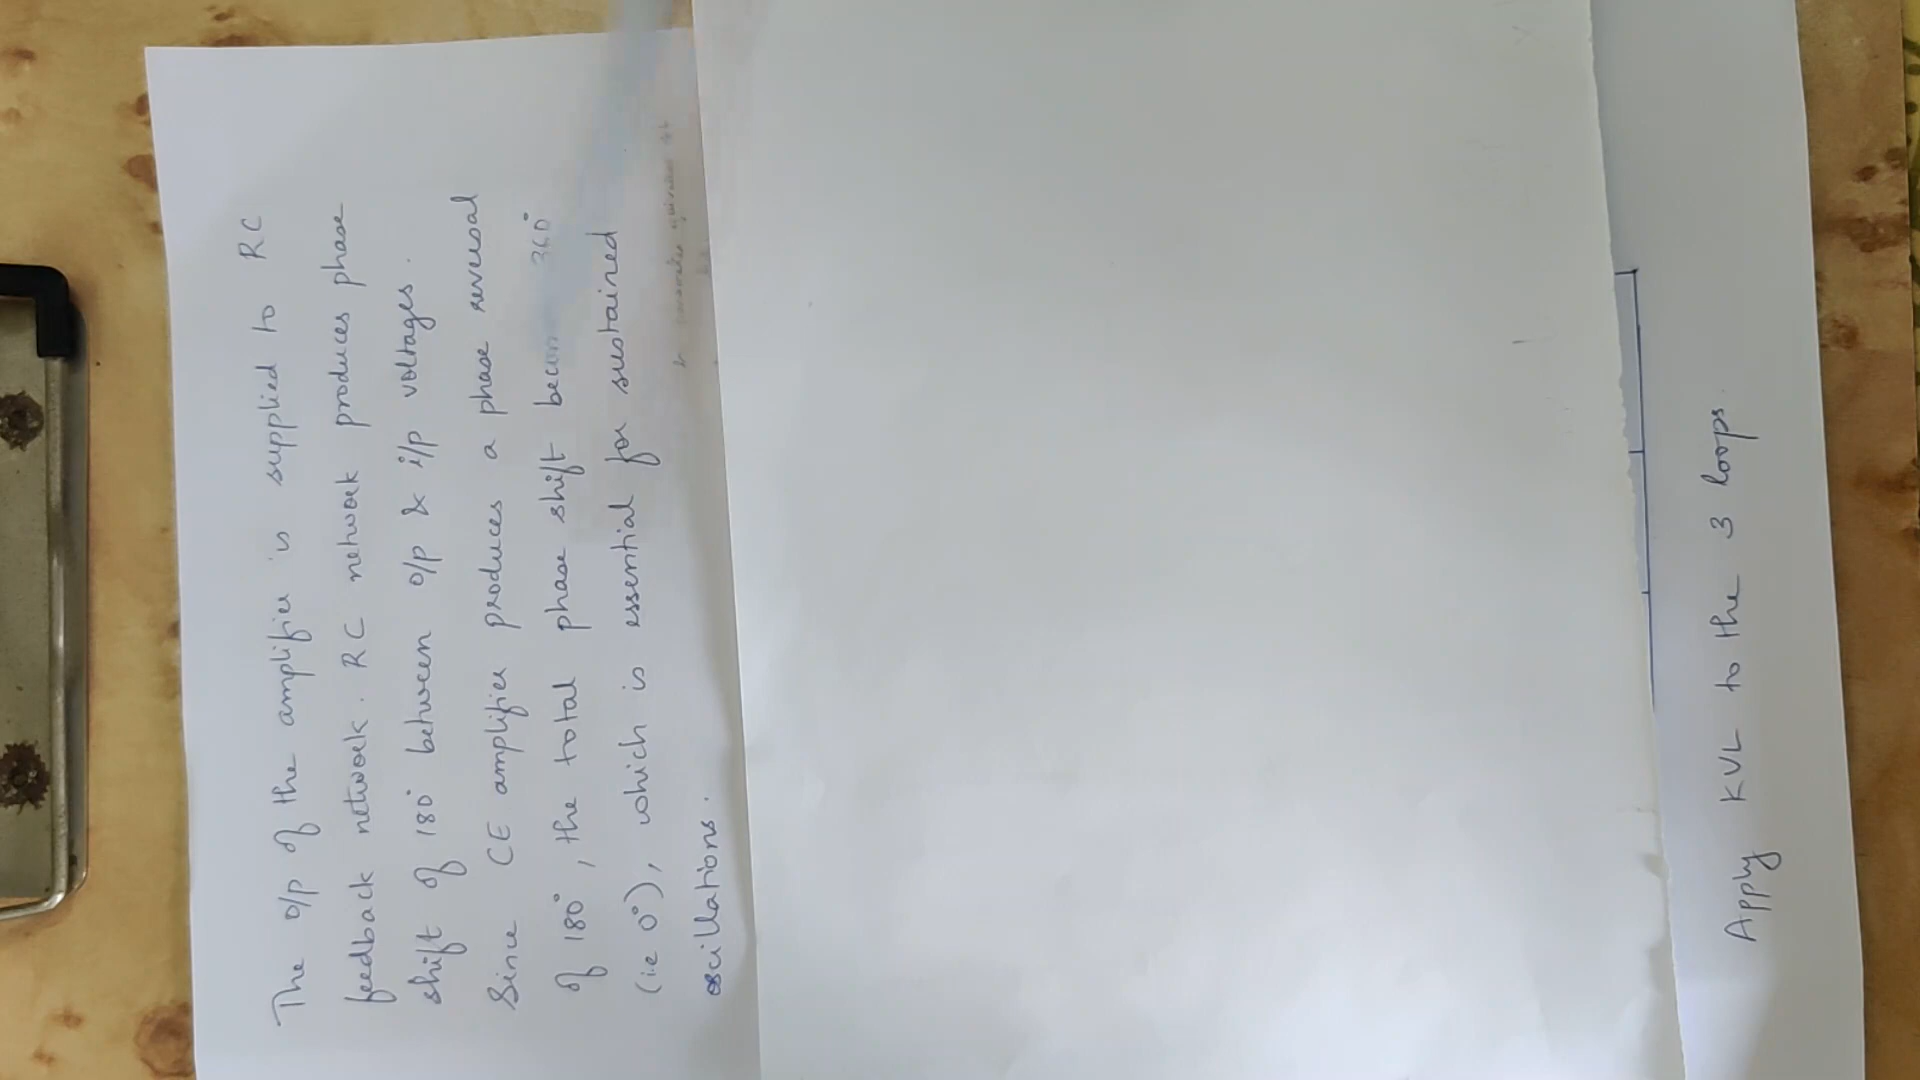 The o/p of the amplifier is supplied to RC
feedback network. RC network produces phase
shift of 180° between o/p & i/p voltages.
Since CE amplifier produces a phase reversal
of 180°, the total phase shift 360°
(i.e 0°), which is essential for sustained
oscillations.
Apply KVL to the 3 loops.